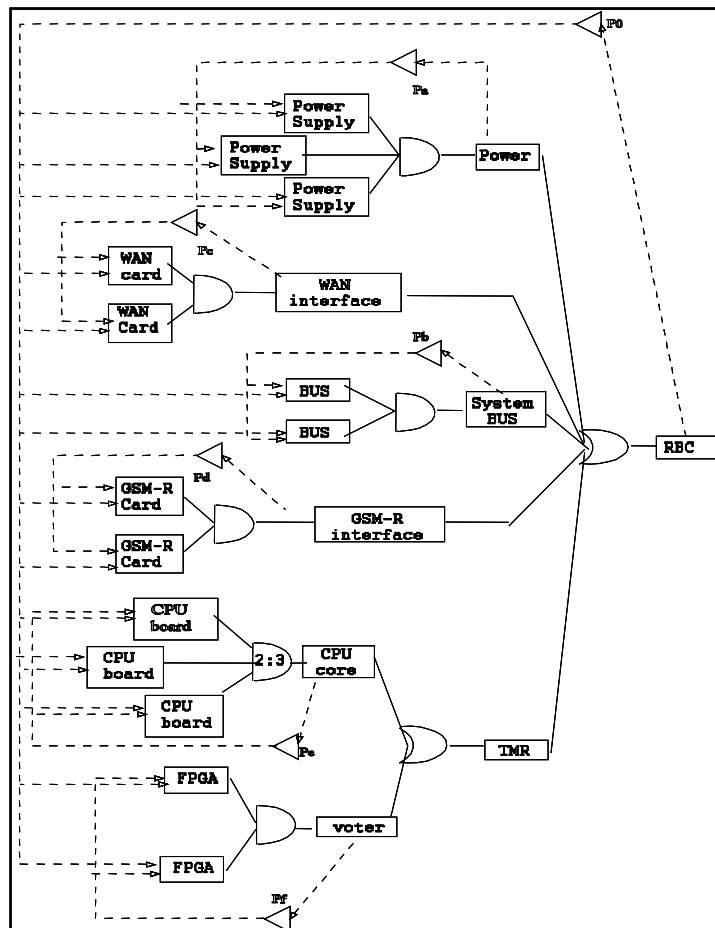 P0
Pa
Power
Supply
Power
Supply
Power
Power
Supply
Pc
WAN
card
WAN
interface
WAN
Card
Pb
BUS
System
BUS
BUS
RBC
Pd
GSM-R
Card
GSM-R
interface
GSM-R
Card
CPU
board
CPU
board
2:3
CPU
core
CPU
board
Pe
TMR
FPGA
voter
FPGA
Pf